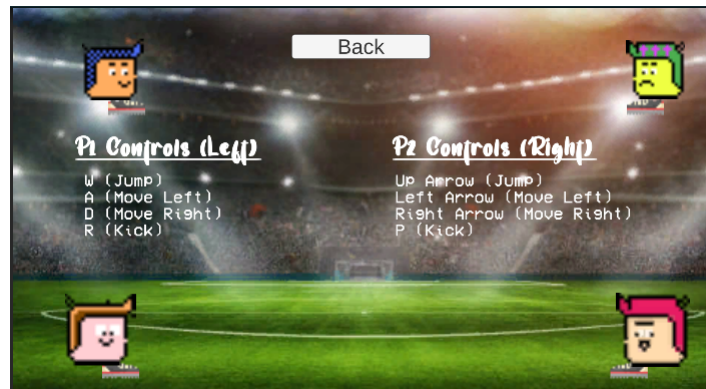 Back
P1 Controls (Left)
W (Jump)
A (Move Left)
D (Move Right)
R (Kick)
P2 Controls (Right)
Up Arrow (Jump)
Left Arrow (Move Left)
Right Arrow (Move Right)
P (Kick)